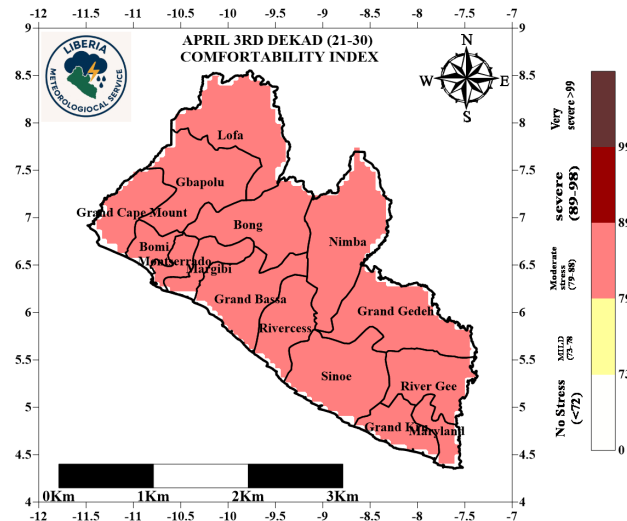 -12 -11.5 -11 -10.5 -10 -9.5 -9 -8.5 -8 -7.5 -7
9
8.5
8
7.5
7
6.5
6
5.5
5
4.5
4
LIBERIA
METEOROLOGIOCAL SERVICE
APRIL 3RD DEKAD (21-30)
COMFORTABILITY INDEX
N
W E
S
Lofa
Gbapolu
Grand Cape Mount
Bong
Bomi
Nimba
Montserrado
Margibi
Grand Bassa
Grand Gedeh
Rivercess
Sinoe
River Gee
Grand Kru
Maryland
0Km 1Km 2Km 3Km
-12 -11.5 -11 -10.5 -10 -9.5 -9 -8.5 -8 -7.5 -7
Very
severe >99
99
severe
(89-98)
89
Moderate
stress
(79-88)
79
MILD
(73-78
73
No Stress
(<72)
0